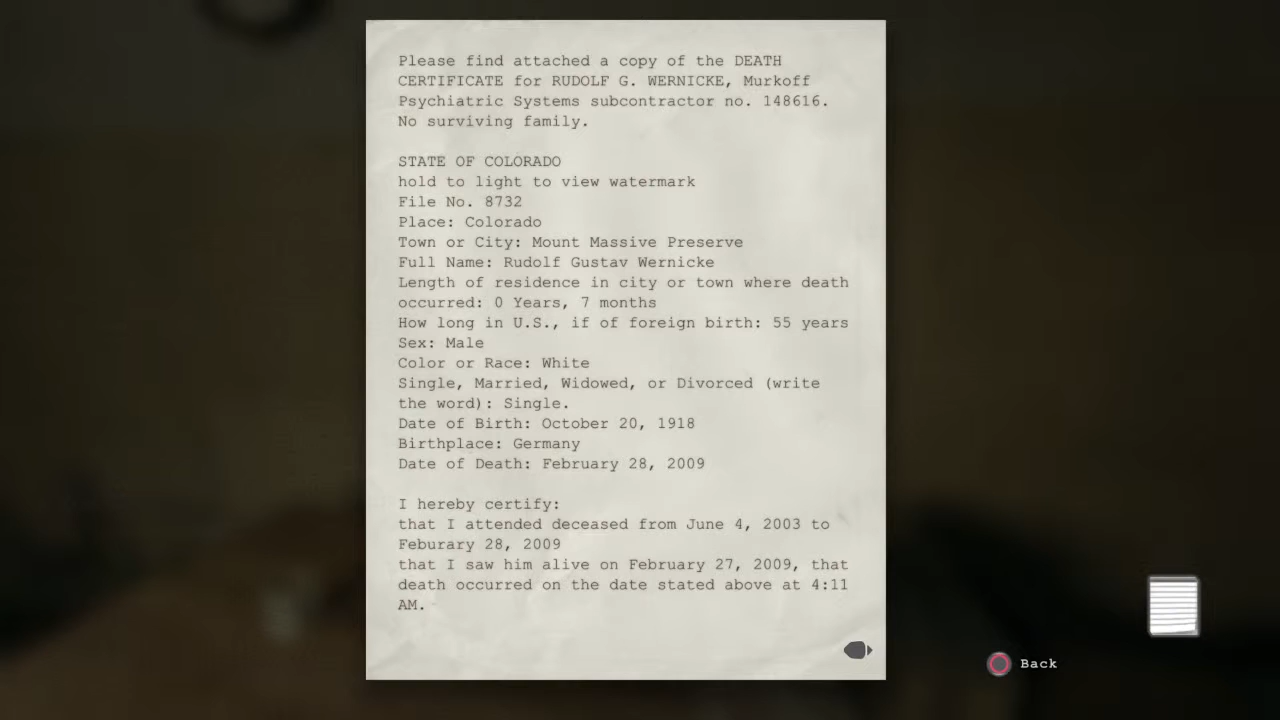 Please find attached a copy of the DEATH
CERTIFICATE for RUDOLF G. WERNICKE, Murkoff
Psychiatric Systems subcontractor no. 148616.
No surviving family.
STATE OF COLORADO
hold to light to view watermark
File No. 8732
Place: Colorado
Town or City: Mount Massive Preserve
Full Name: Rudolf Gustav Wernicke
Length of residence in city or town where death
occurred: 0 Years, 7 months
How long in U.S., if of foreign birth: 55 years
Sex: Male
Color or Race: White
Single, Married, Widowed, or Divorced (write
the word): Single.
Date of Birth: October 20, 1918
Birthplace: Germany
Date of Death: February 28, 2009
I hereby certify:
that I attended deceased from June 4, 2003 to
Feburary 28, 2009
that I saw him alive on February 27, 2009, that
death occurred on the date stated above at 4:11
AM.
Back